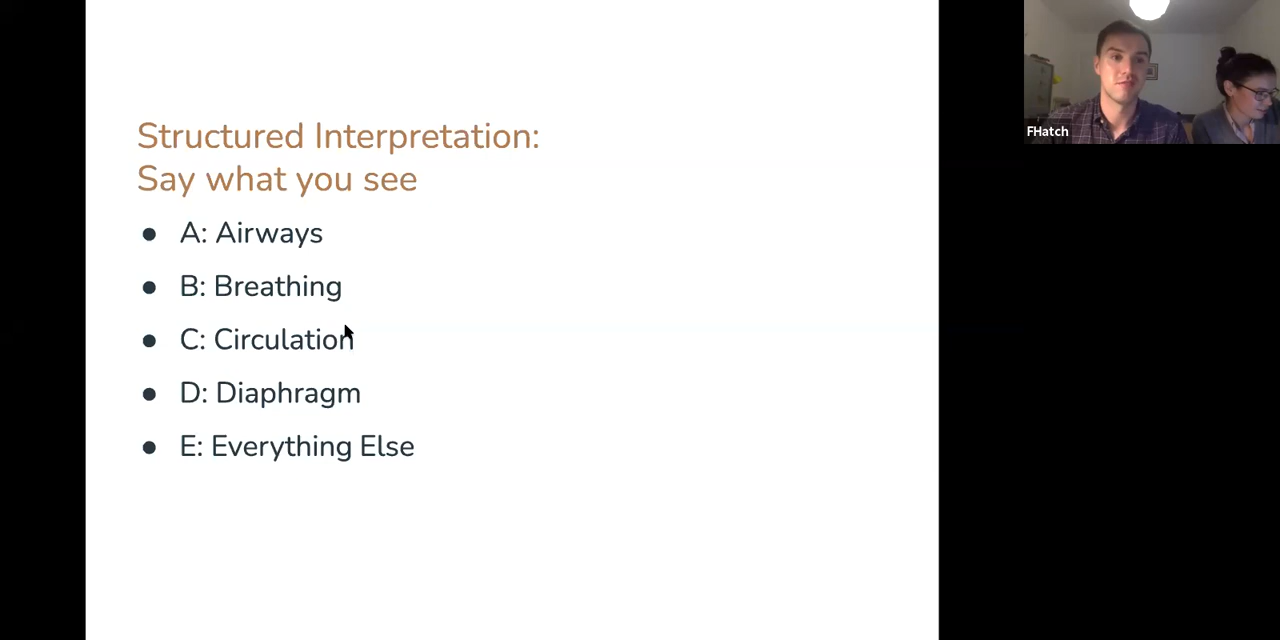 Structured Interpretation:
Say what you see
● A: Airways
● B: Breathing
● C: Circulation
● D: Diaphragm
● E: Everything Else
FHatch